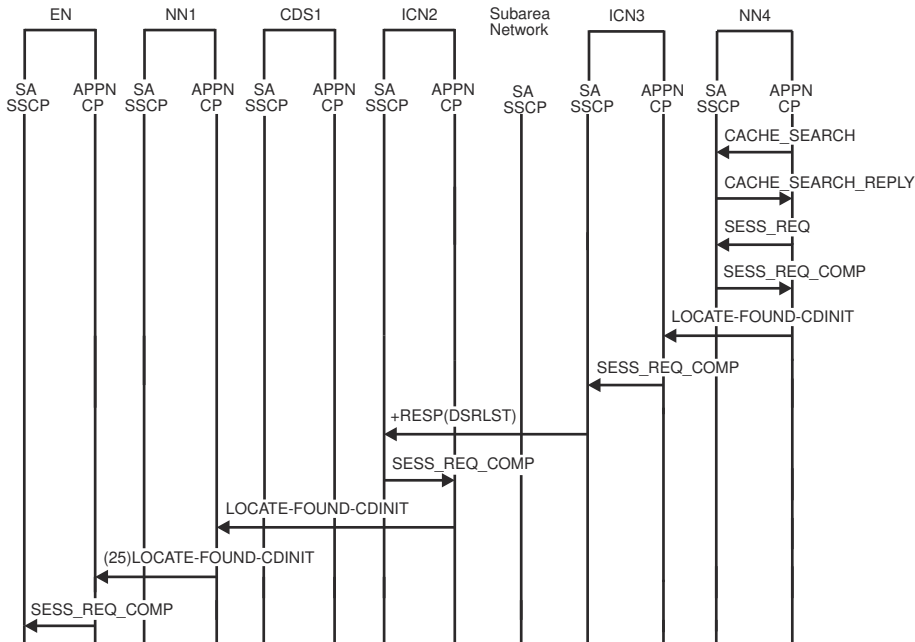 EN
NN1
CDS1
ICN2
Subarea
Network
ICN3
NN4
SA
SSCP
APPN
CP
SA
SSCP
APPN
CP
SA
SSCP
APPN
CP
SA
SSCP
APPN
CP
SA
SSCP
SA
SSCP
APPN
CP
SA
SSCP
APPN
CP
CACHE_SEARCH
CACHE_SEARCH_REPLY
SESS_REQ
SESS_REQ_COMP
LOCATE-FOUND-CDINIT
SESS_REQ_COMP
+RESP(DSRLST)
SESS_REQ_COMP
LOCATE-FOUND-CDINIT
(25)LOCATE-FOUND-CDINIT
SESS_REQ_COMP